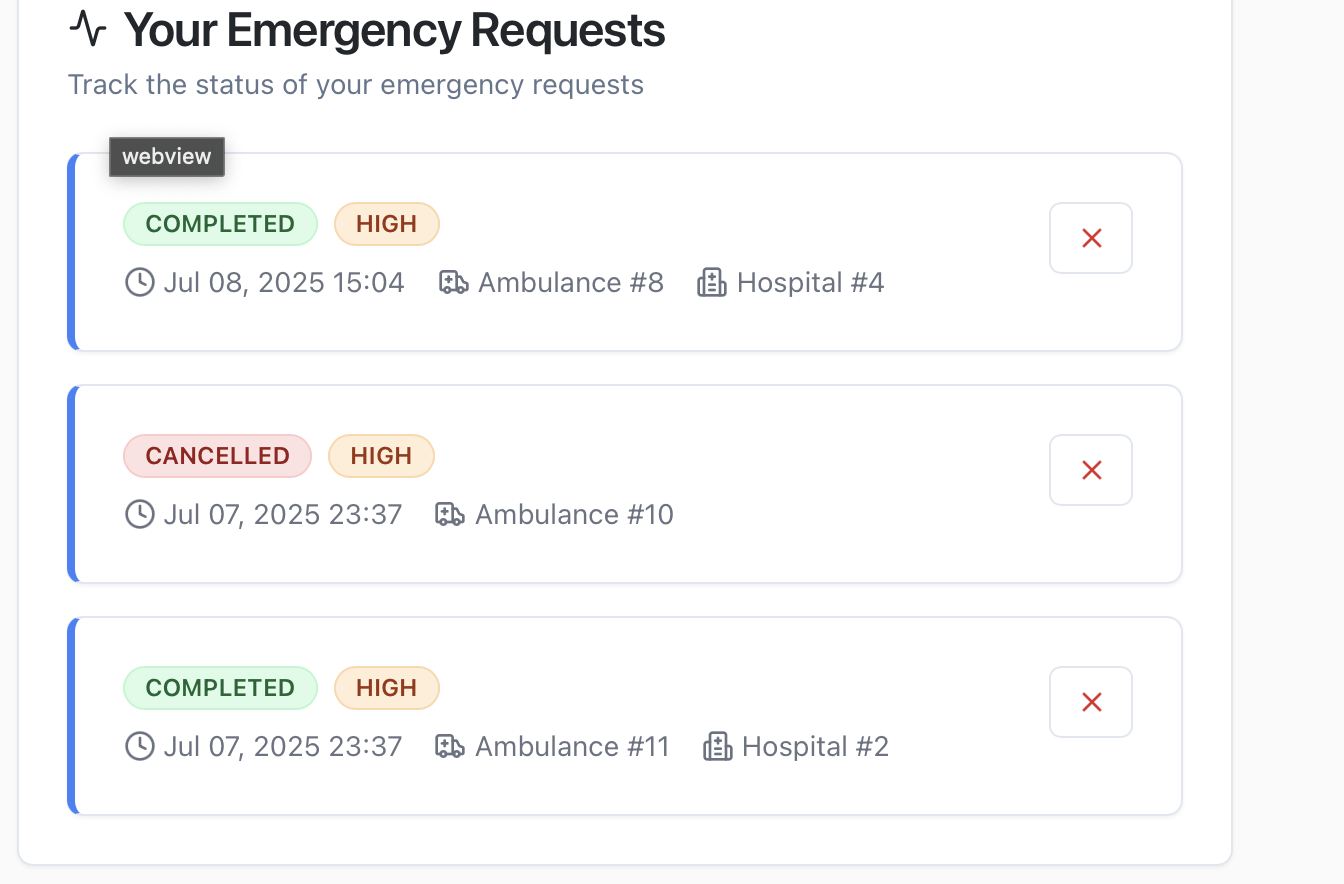 Your Emergency Requests
Track the status of your emergency requests
webview
COMPLETED HIGH
Jul 08, 2025 15:04 Ambulance #8 Hospital #4
CANCELLED HIGH
Jul 07, 2025 23:37 Ambulance #10
COMPLETED HIGH
Jul 07, 2025 23:37 Ambulance #11 Hospital #2